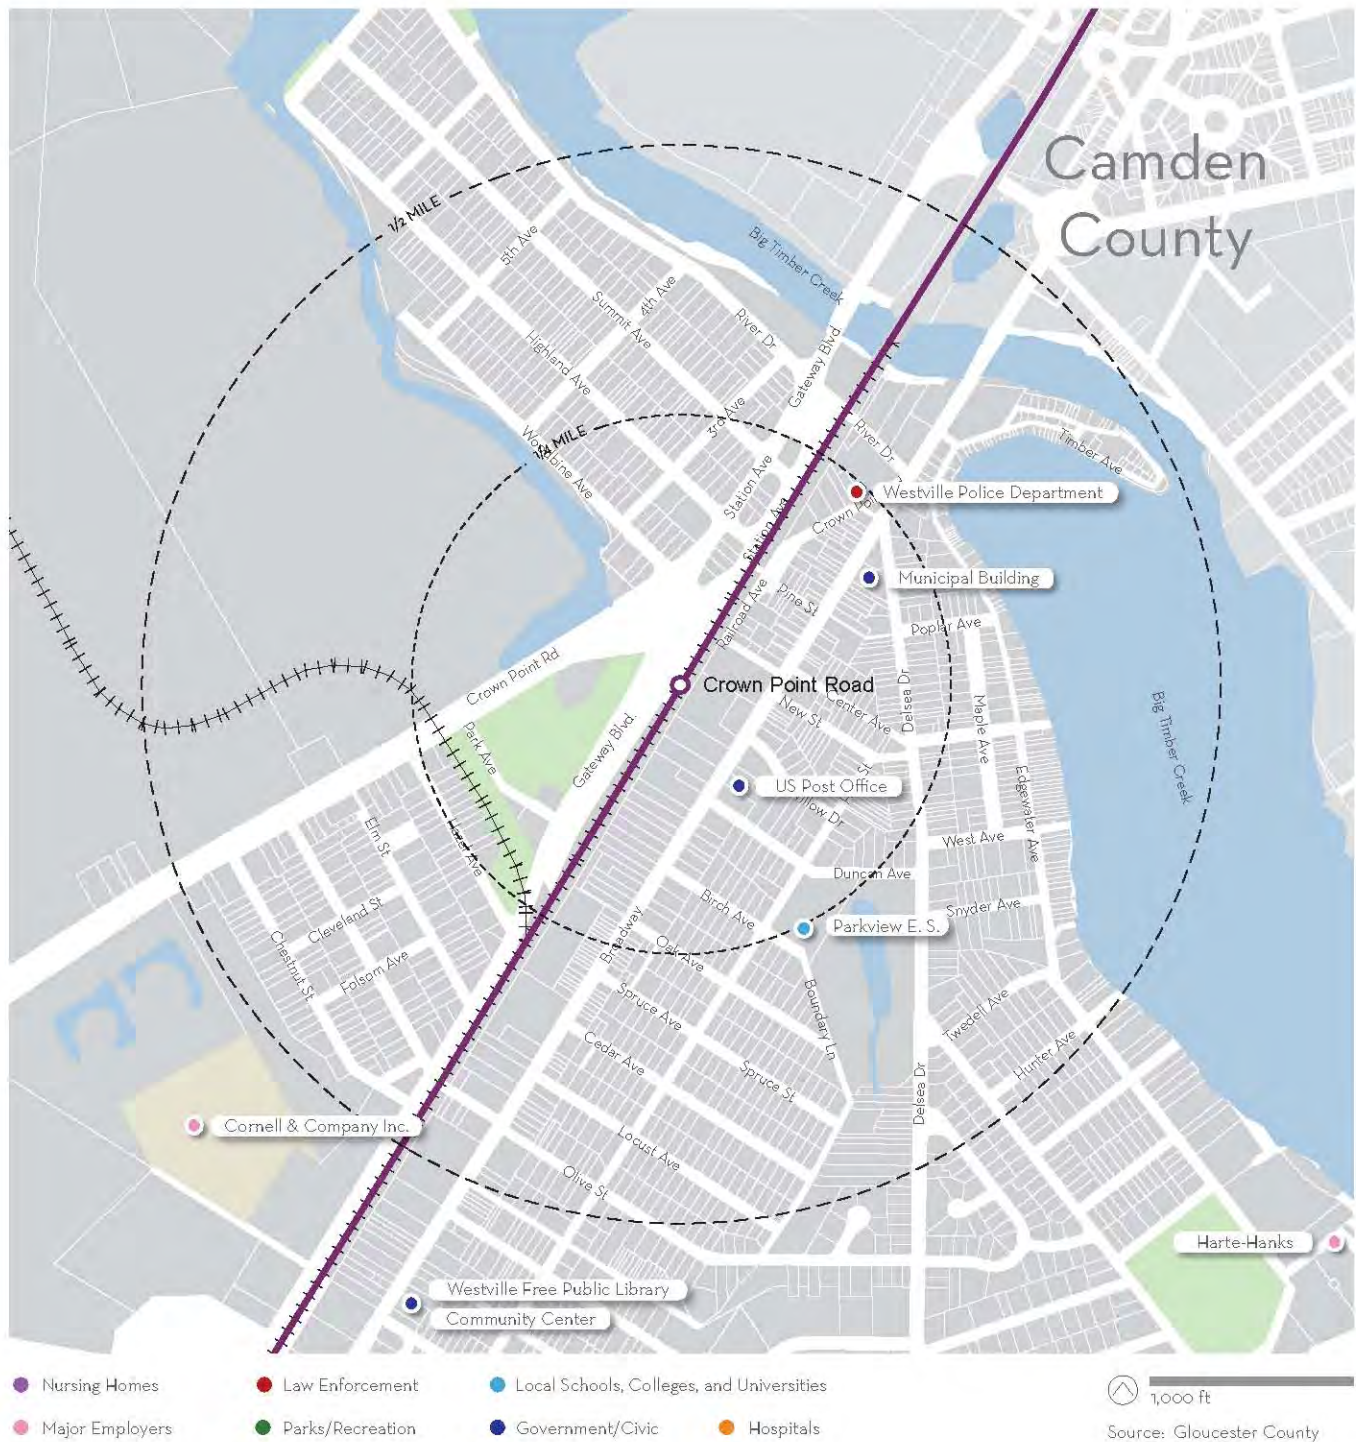 Camden
County
1/2 MILE
5th Ave
4th Ave
Big Timber Creek
Summit Ave
River Dr
Highland Ave
Gateway Blvd
3rd Ave
1/4 MILE
Woodbine Ave
River Dr
Timber Ave
Station Ave
Westville Police Department
Station Ave
Crown Po
Municipal Building
Railroad Ave
Pine St
Poplar Ave
Crown Point Rd
Crown Point Road
Delsea Dr
Center Ave
New St
Maple Ave
Big Timber Creek
Park Ave
Gateway Blvd.
US Post Office
St
Edgewater Ave
Elm St
West Ave
Duncan Ave
Birch Ave
Snyder Ave
Cleveland St
Broadway
Parkview E. S.
Chestnut St
Folsom Ave
Oak Ave
Spruce Ave
Boundary Ln
Twedell Ave
Cedar Ave
Spruce St
Hunter Ave
Delsea Dr
Cornell & Company Inc.
Locust Ave
Olive St
Harte-Hanks
Westville Free Public Library
Community Center
Nursing Homes
Law Enforcement
Local Schools, Colleges, and Universities
1,000 ft
Major Employers
Parks/Recreation
Government/Civic
Hospitals
Source: Gloucester County